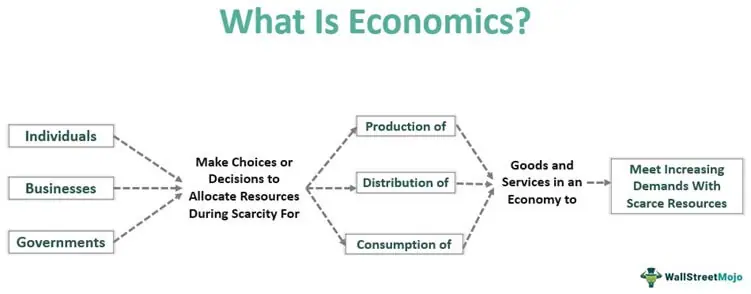 What Is Economics?
Individuals
Businesses
Governments
Make Choices or
Decisions to
Allocate Resources
During Scarcity For
Production of
Distribution of
Consumption of
Goods and
Services in an
Economy to
Meet Increasing
Demands With
Scarce Resources
WallStreetMojo